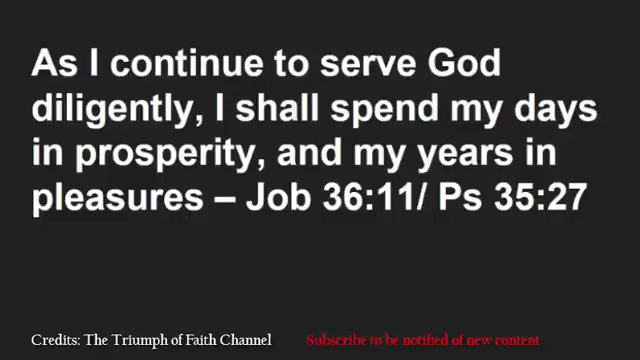 As I continue to serve God
diligently, I shall spend my days
in prosperity, and my years in
pleasures – Job 36:11/ Ps 35:27
Credits: The Triumph of Faith Channel
Subscribe to be notified of new content